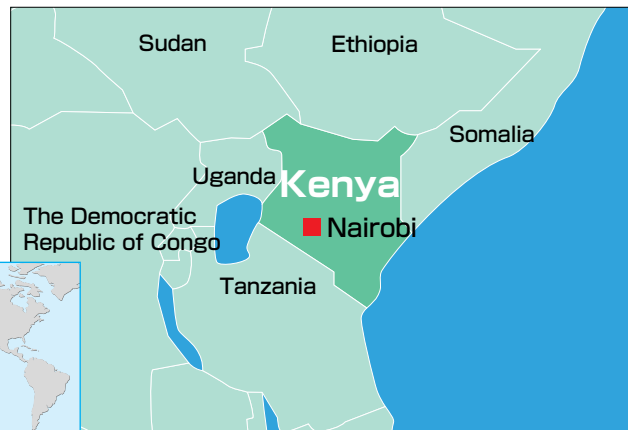 Sudan
Ethiopia
Somalia
Uganda
Kenya
The Democratic
Republic of Congo
Nairobi
Tanzania